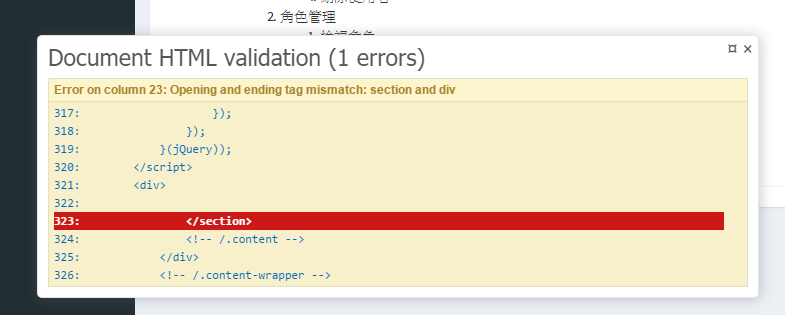 2. 角色管理
Document HTML validation (1 errors)
¤ ×
Error on column 23: Opening and ending tag mismatch: section and div
317: });
318: });
319: }(jQuery));
320: </script>
321: <div>
322:
323: </section>
324: <!-- /.content -->
325: </div>
326: <!-- /.content-wrapper -->